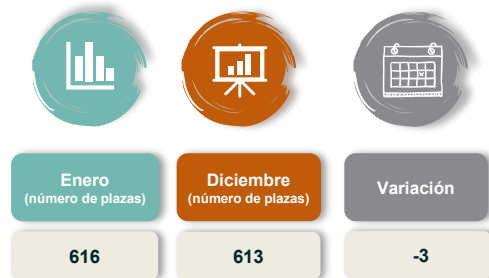 Enero
(número de plazas)
Diciembre
(número de plazas)
Variación
616
613
-3